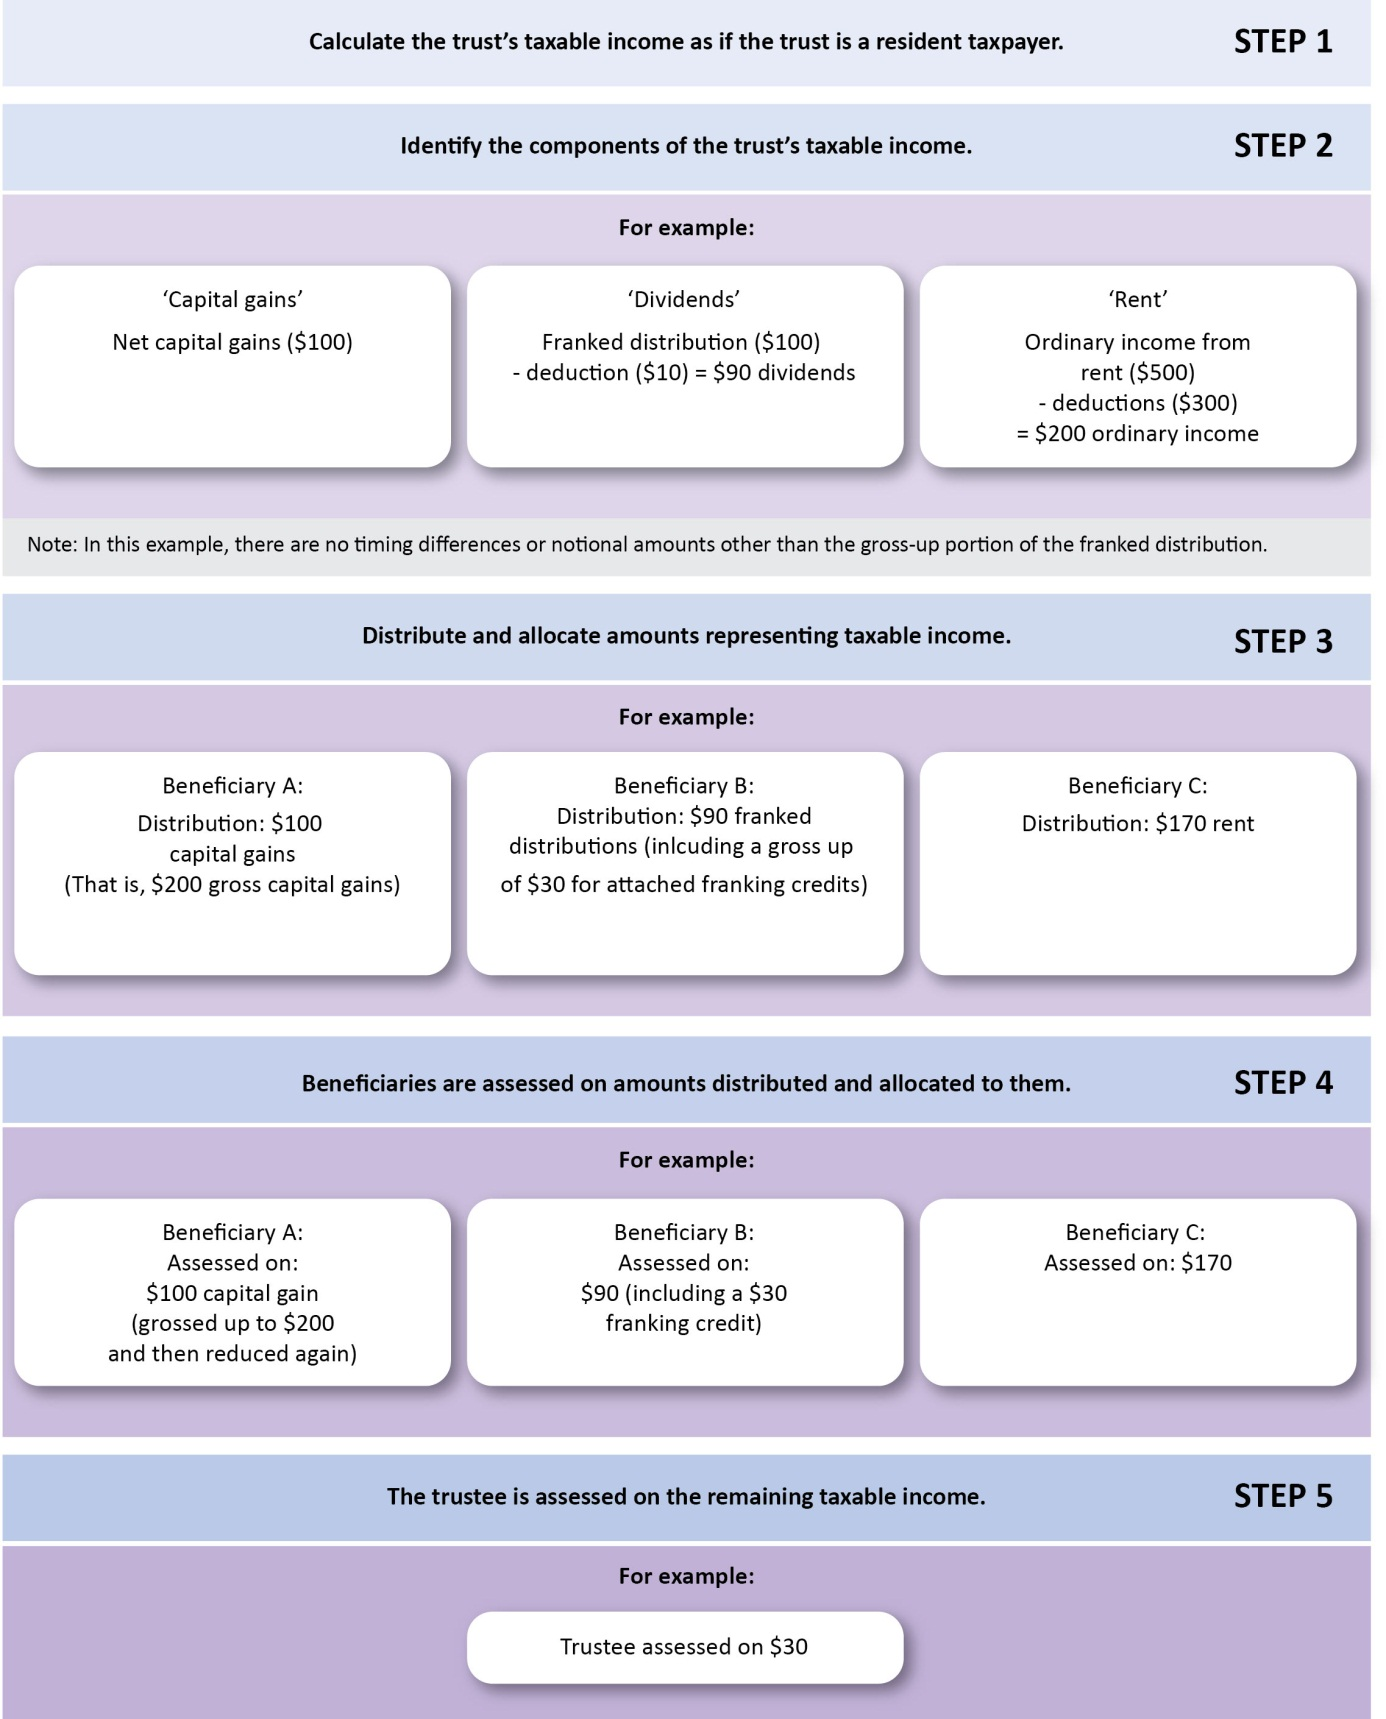 Calculate the trust’s taxable income as if the trust is a resident taxpayer.
STEP 1
Identify the components of the trust’s taxable income.
STEP 2
For example:
‘Capital gains’
Net capital gains ($100)
‘Dividends’
Franked distribution ($100)
- deduction ($10) = $90 dividends
‘Rent’
Ordinary income from
rent ($500)
- deductions ($300)
= $200 ordinary income
Note: In this example, there are no timing differences or notional amounts other than the gross-up portion of the franked distribution.
Distribute and allocate amounts representing taxable income.
STEP 3
For example:
Beneficiary A:
Distribution: $100
capital gains
(That is, $200 gross capital gains)
Beneficiary B:
Distribution: $90 franked
distributions (inlcuding a gross up
of $30 for attached franking credits)
Beneficiary C:
Distribution: $170 rent
Beneficiaries are assessed on amounts distributed and allocated to them.
STEP 4
For example:
Beneficiary A:
Assessed on:
$100 capital gain
(grossed up to $200
and then reduced again)
Beneficiary B:
Assessed on:
$90 (including a $30
franking credit)
Beneficiary C:
Assessed on: $170
The trustee is assessed on the remaining taxable income.
STEP 5
For example:
Trustee assessed on $30